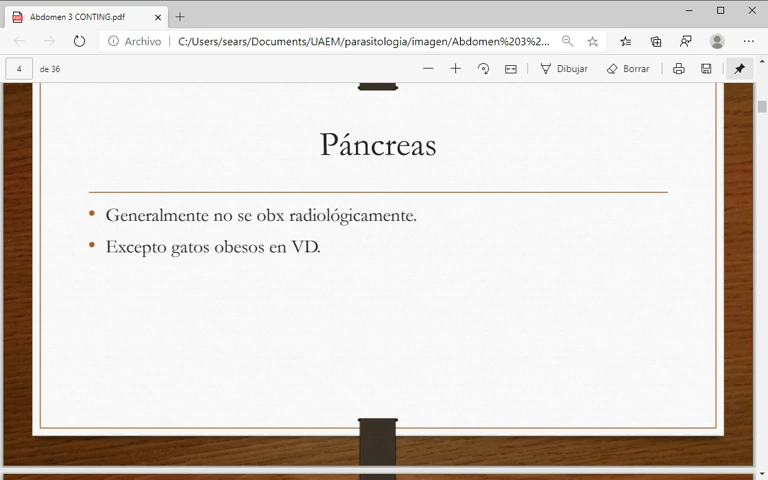 Abdomen 3 CONTING.pdf
Archivo
C:/Users/sears/Documents/UAEM/parasitologia/imagen/Abdomen%203%2...
4
de 36
Dibujar
Borrar
Páncreas
• Generalmente no se obx radiológicamente.
• Excepto gatos obesos en VD.